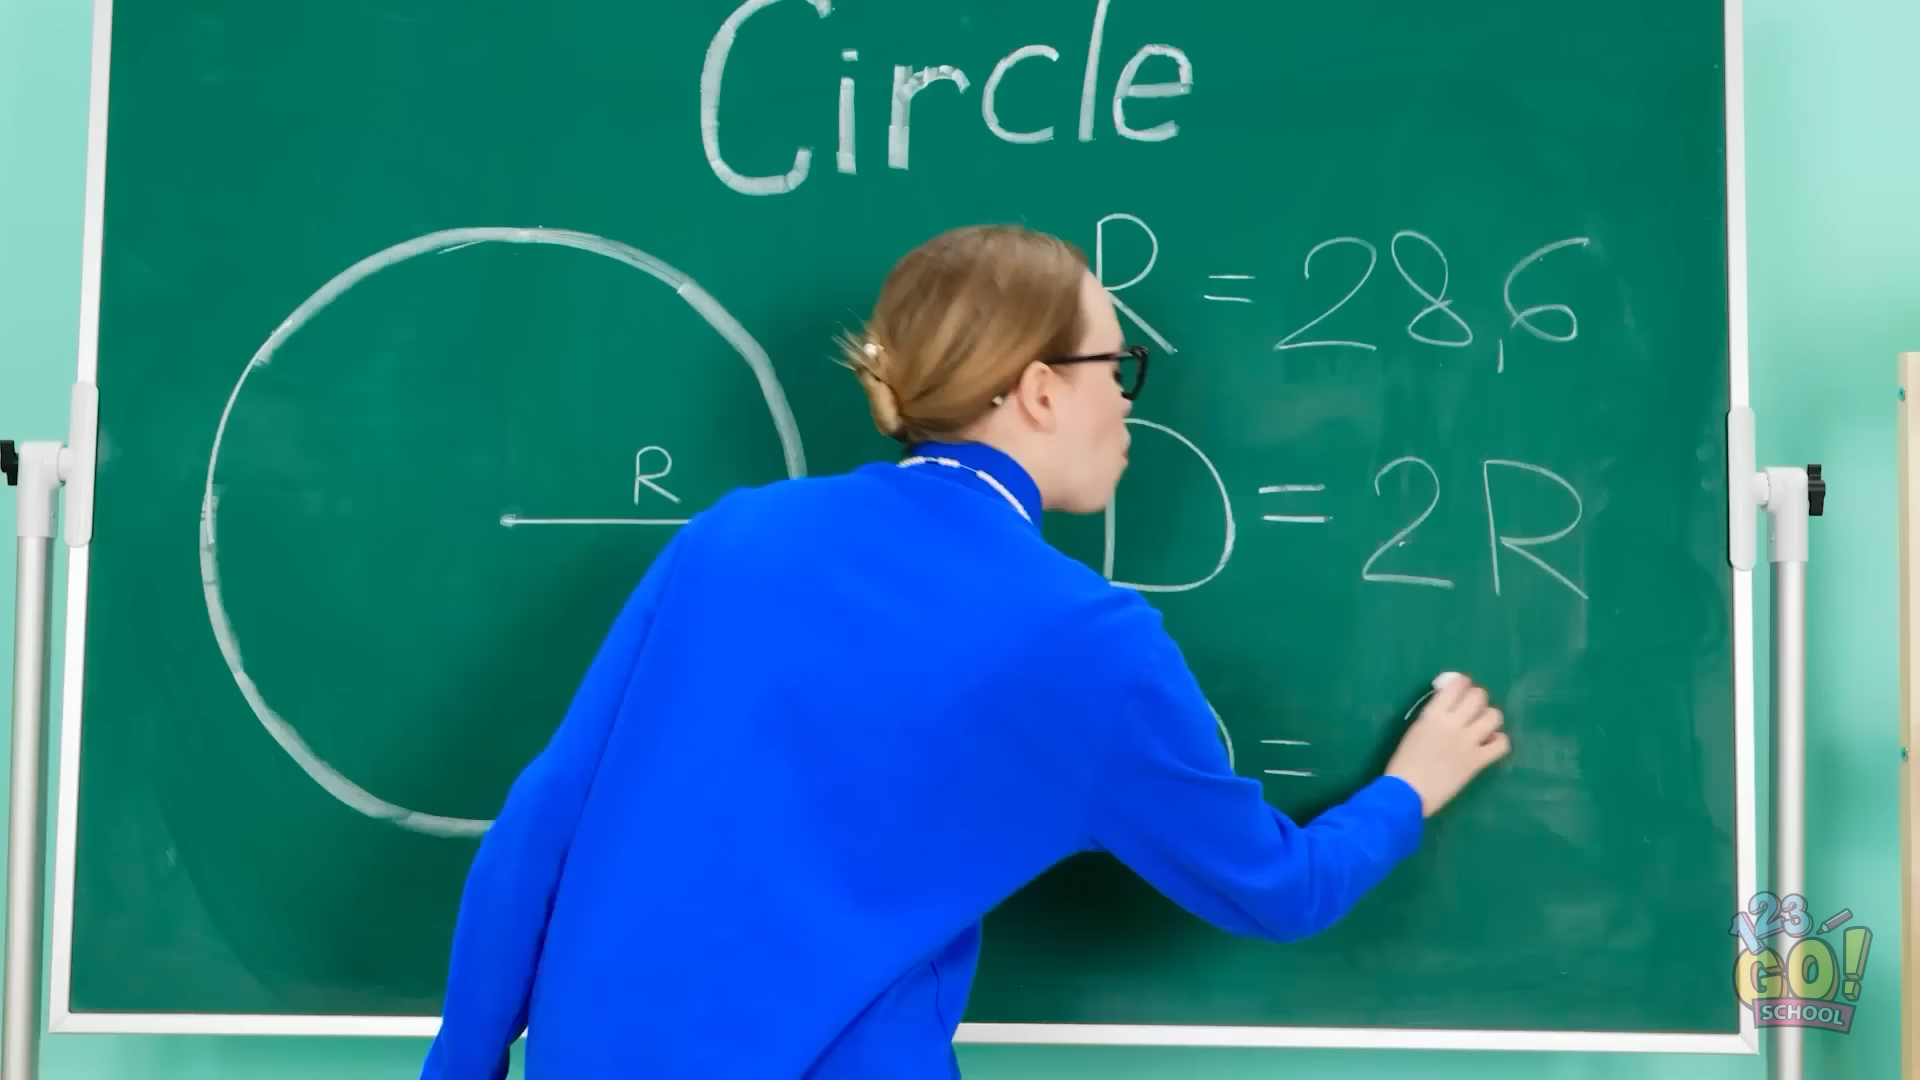 Circle
R = 28,6
R
D = 2R
=
123
GO!
SCHOOL